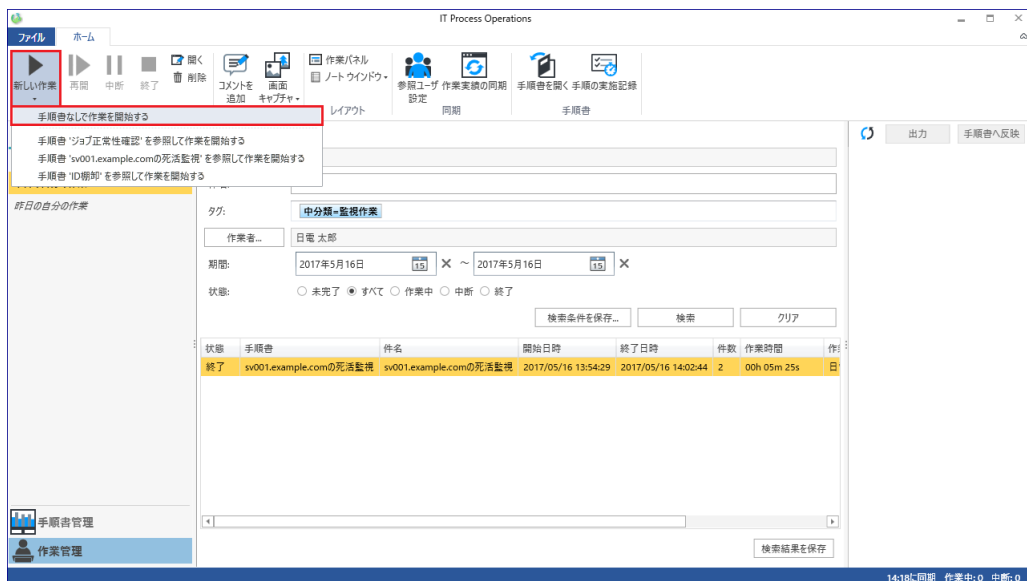 IT Process Operations
ファイル ホーム
新しい作業 再開 中断 終了 開く 削除 コメントを追加 画面キャプチャ 作業パネル ノートウインドウ 参照ユーザ設定 作業実績の同期 手順書を開く 手順の実施記録
レイアウト 同期 手順書
手順書なしで作業を開始する
手順書 'ジョブ正常性確認' を参照して作業を開始する
手順書 'sv001.example.comの死活監視' を参照して作業を開始する
手順書 'ID棚卸' を参照して作業を開始する
出力 手順書へ反映
昨日の自分の作業
タグ: 中分類=監視作業
作業者... 日電 太郎
期間: 2017年5月16日 15 ～ 2017年5月16日 15
状態: 未完了 すべて 作業中 中断 終了
検索条件を保存... 検索 クリア
状態 手順書 件名 開始日時 終了日時 件数 作業時間
終了 sv001.example.comの死活監視 sv001.example.comの死活監視 2017/05/16 13:54:29 2017/05/16 14:02:44 2 00h 05m 25s
手順書管理
作業管理
検索結果を保存
14:18に同期 作業中: 0 中断: 0